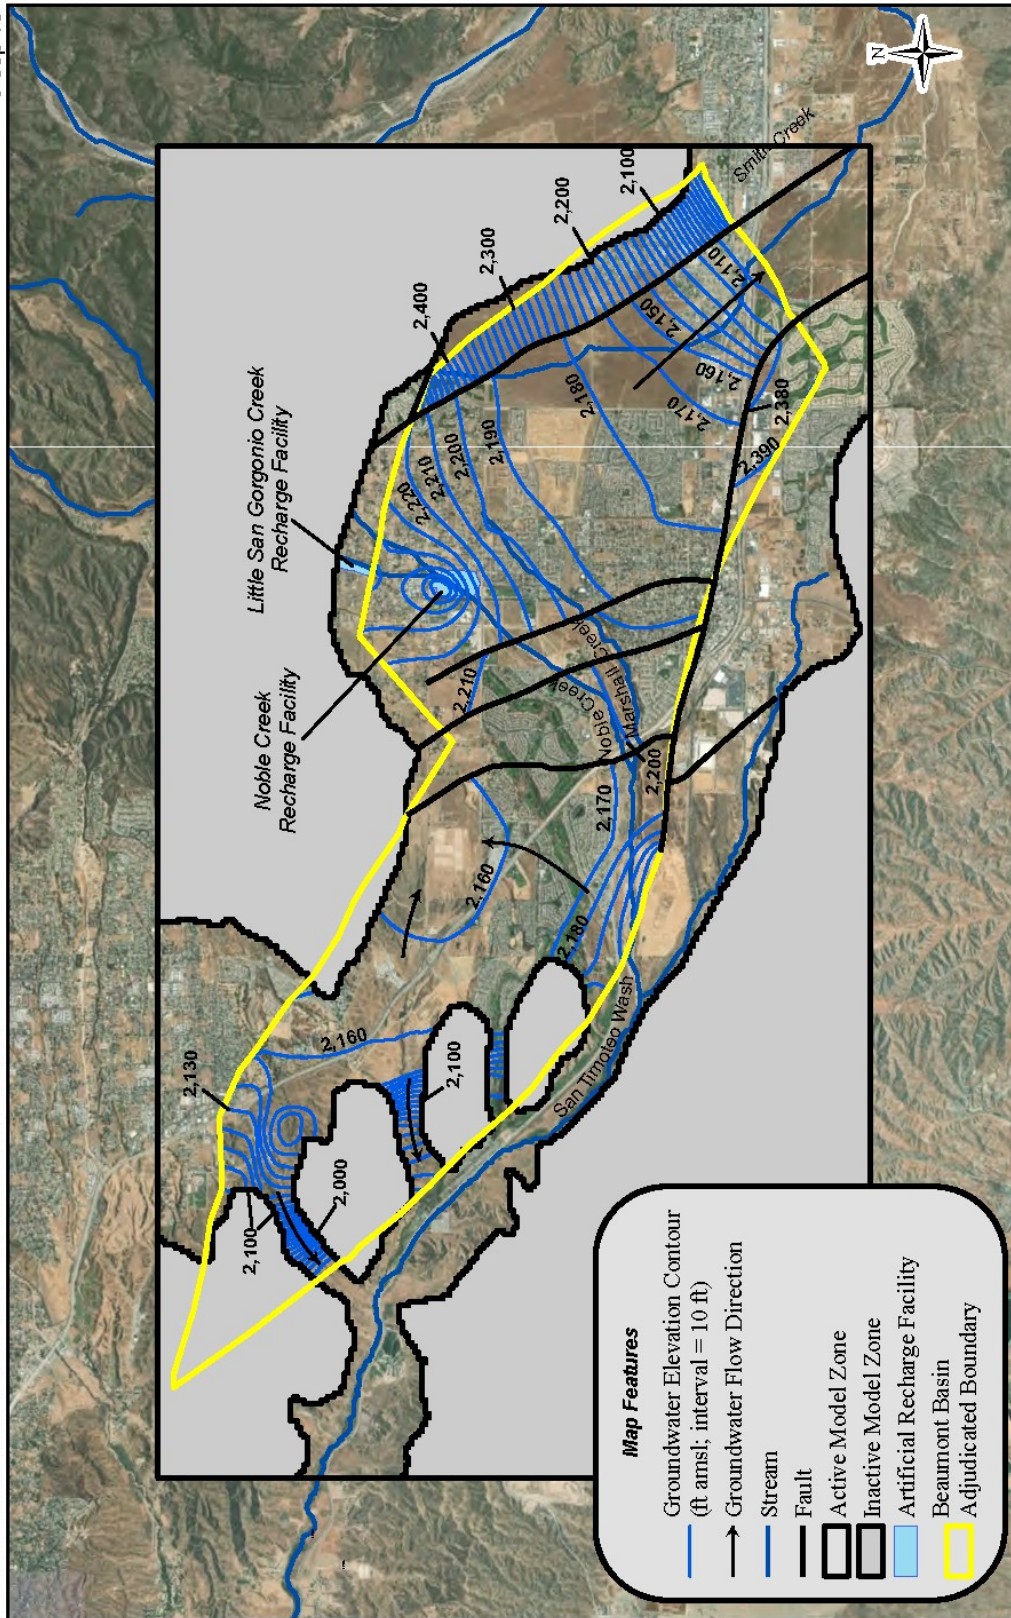 N
Little San Gorgonio Creek
Recharge Facility
Noble Creek
Recharge Facility
2,130
2,100
2,000
2,160
2,100
2,160
2,180
2,170
2,200
2,210
2,220
2,210
2,200
2,190
2,180
2,170
2,160
2,150
2,110
2,400
2,300
2,200
2,100
2,380
2,390
Noble Creek
Noble Creek
Marshall Creek
Smith Creek
San Timoteo Wash
Map Features
Groundwater Elevation Contour
(ft amsl; interval = 10 ft)
Groundwater Flow Direction
Stream
Fault
Active Model Zone
Inactive Model Zone
Artificial Recharge Facility
Beaumont Basin
Adjudicated Boundary